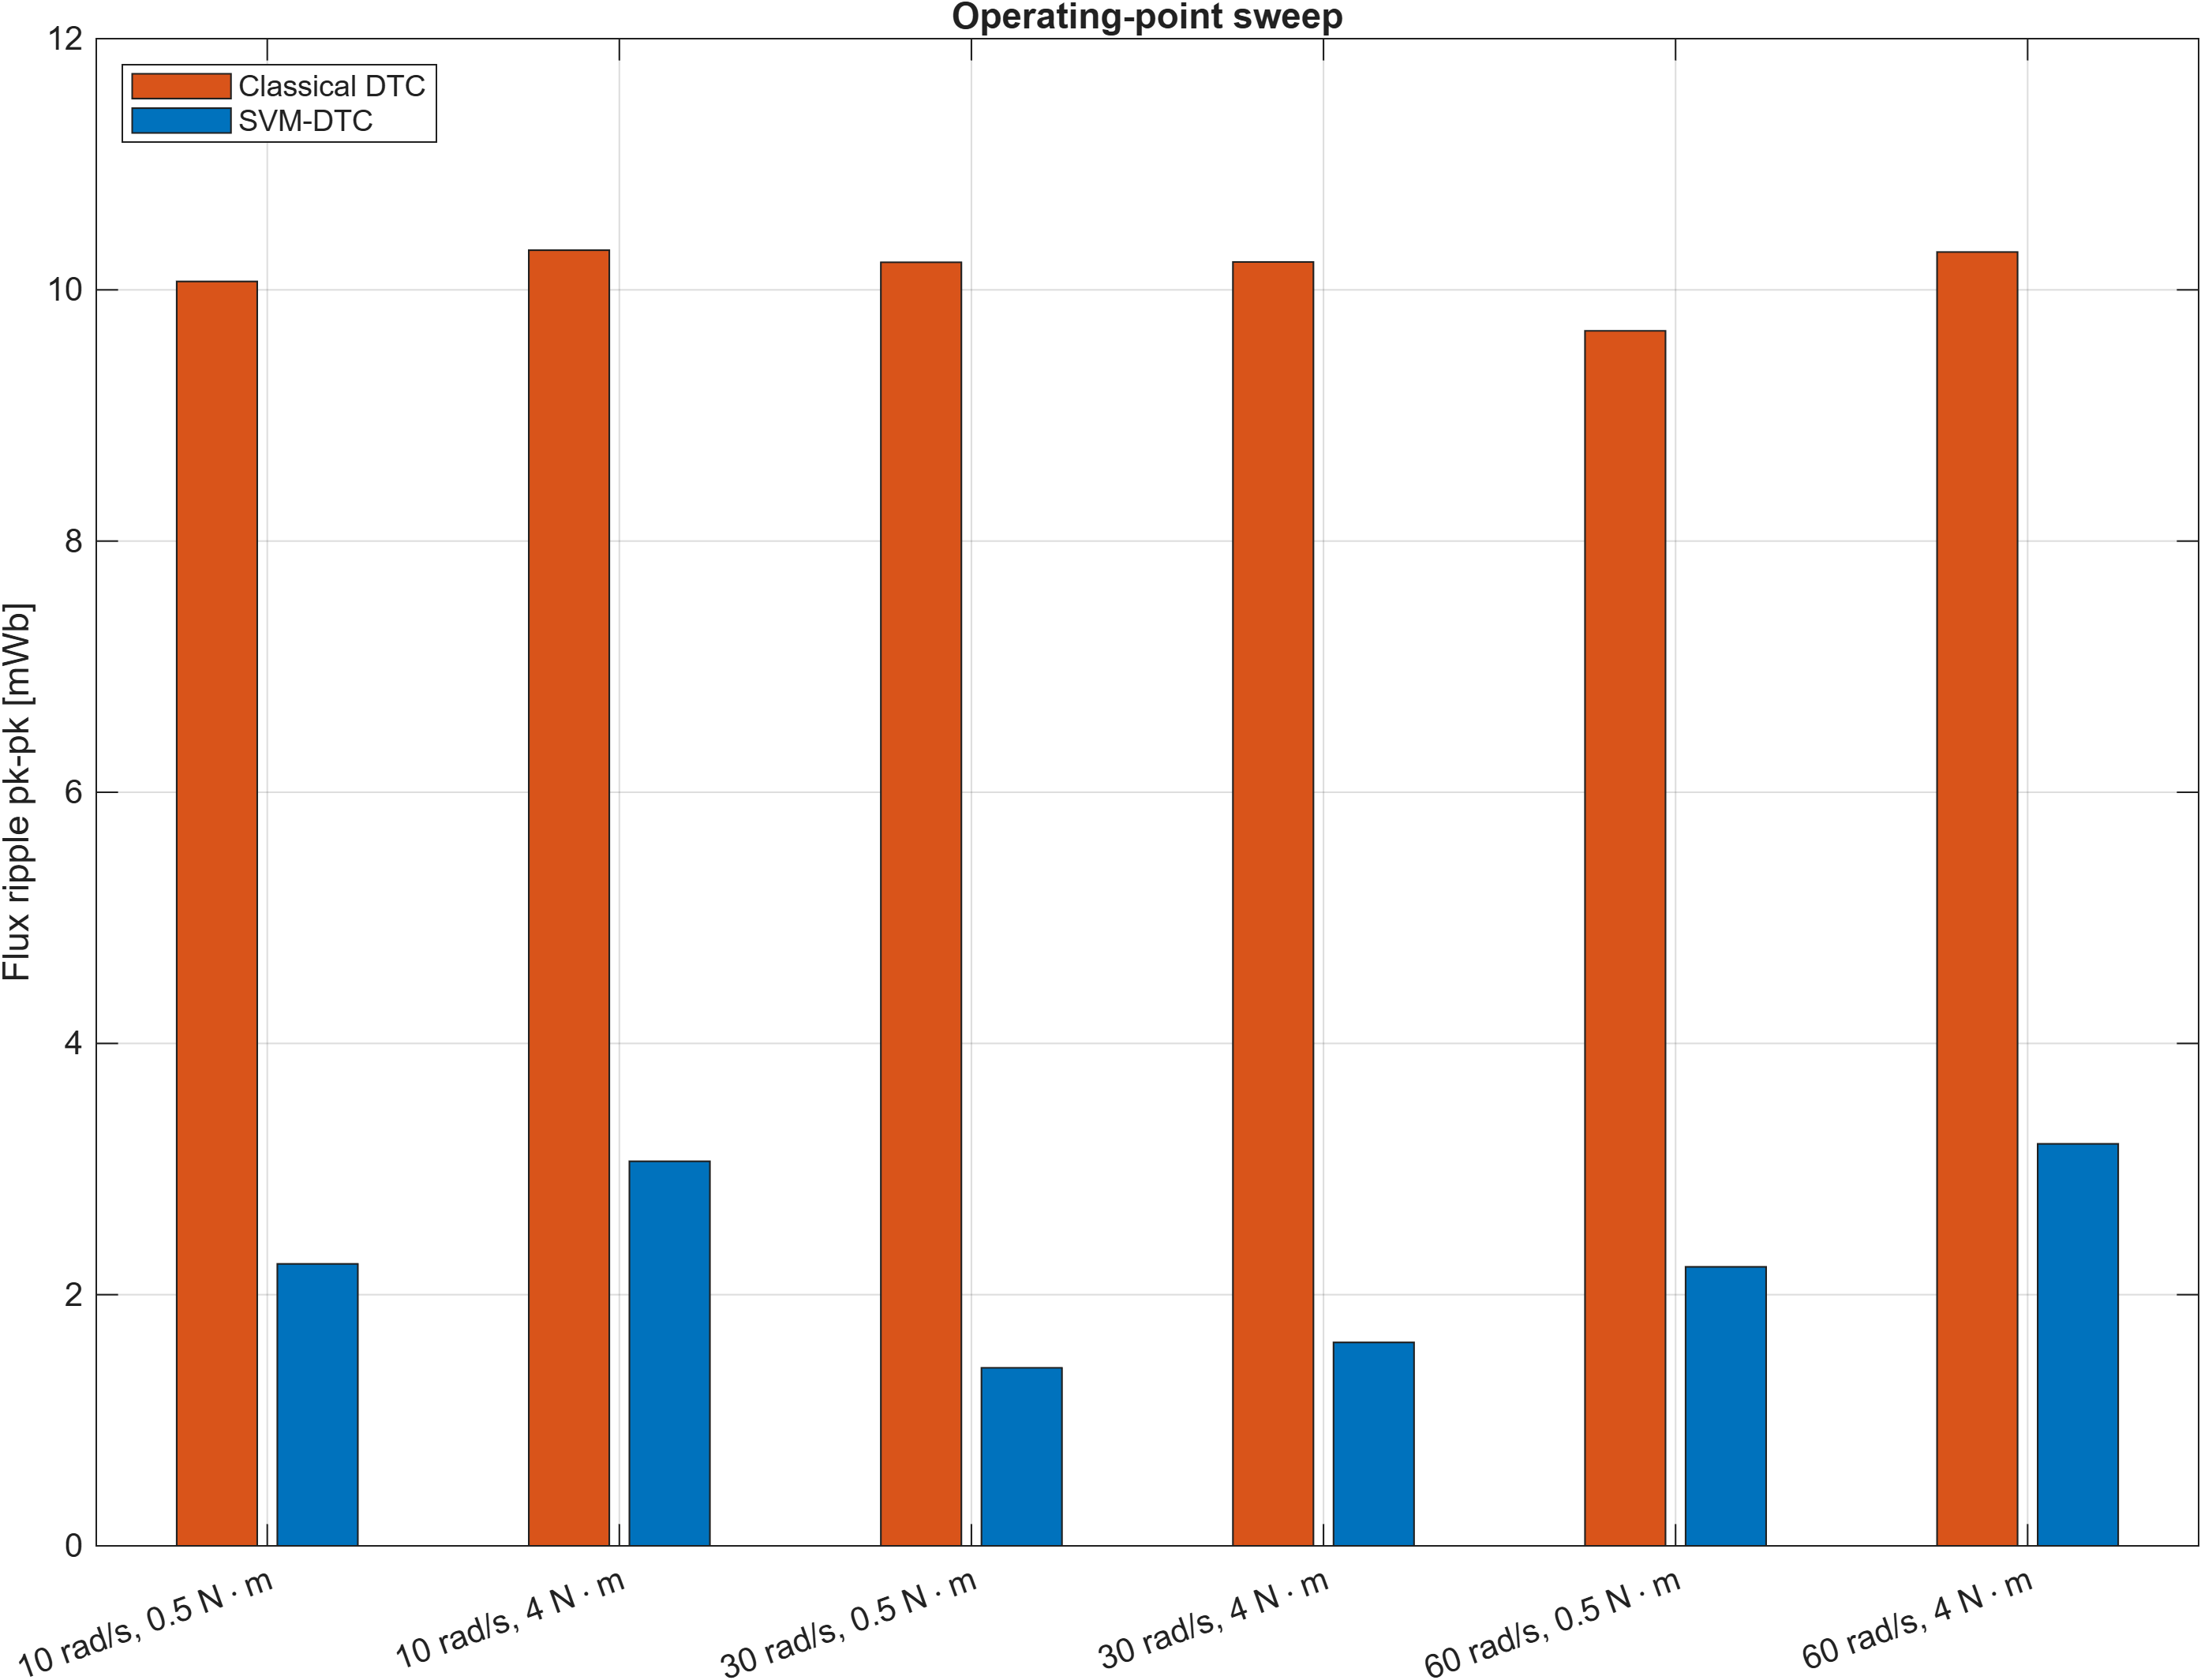 Operating-point sweep
Classical DTC
SVM-DTC
Flux ripple pk-pk [mWb]
12
10
8
6
4
2
0
10 rad/s, 0.5 N · m
10 rad/s, 4 N · m
30 rad/s, 0.5 N · m
30 rad/s, 4 N · m
60 rad/s, 0.5 N · m
60 rad/s, 4 N · m